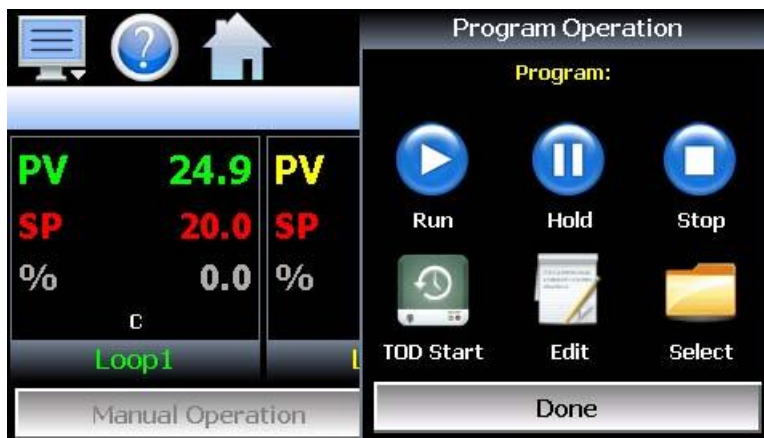 ?
PV 24.9
SP 20.0
% 0.0
C
Loop1
PV
SP
%
L
Manual Operation
Program Operation
Program:
Run Hold Stop
TOD Start Edit Select
Done